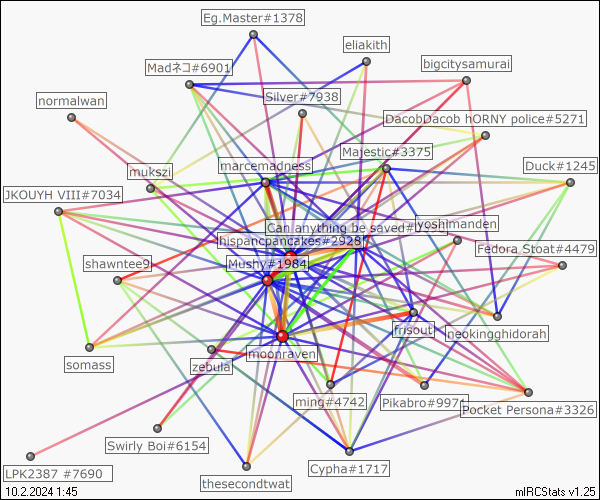 Eg.Master#1378
eliakith
Madネコ#6901
bigcitysamurai
Silver#7938
normalwan
DacobDacob hORNY police#5271
Majestic#3375
macemadness
Duck#1245
mukszi
JKOUYH VIII#7034
Can anything be saved#
yoshimanden
hispancpancakes#2928
Fedora Stoat#4479
shawntee9
Mushy#1984
frisout
neokingghidorah
somass
moonraven
zebula
ming#4742
Pikabro#9971
Pocket Persona#3326
Swirly Boi#6154
Cypha#1717
LPK2387 #7690
thesecondtwat
10.2.2024 1:45
mIRCStats v1.25